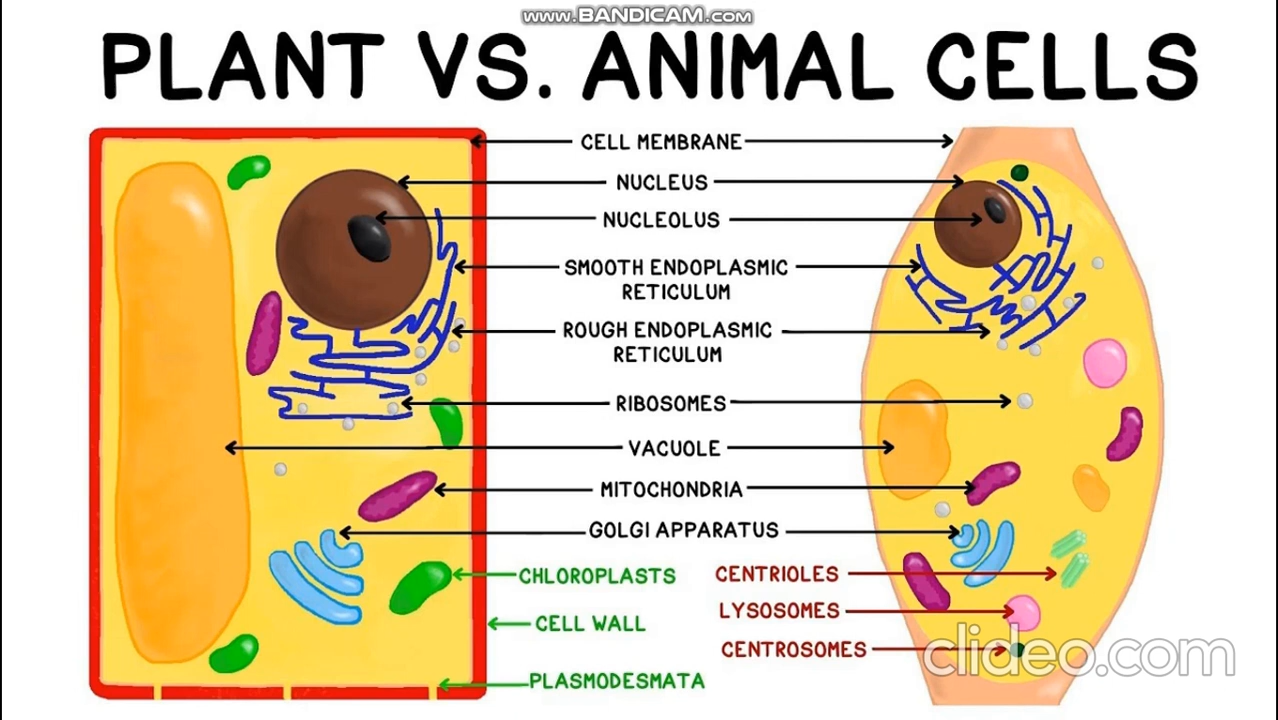 www.BANDICAM.com
PLANT VS. ANIMAL CELLS
CELL MEMBRANE
NUCLEUS
NUCLEOLUS
SMOOTH ENDOPLASMIC
RETICULUM
ROUGH ENDOPLASMIC
RETICULUM
RIBOSOMES
VACUOLE
MITOCHONDRIA
GOLGI APPARATUS
CHLOROPLASTS
CENTRIOLES
CELL WALL
LYSOSOMES
CENTROSOMES
PLASMODESMATA
clideo.com